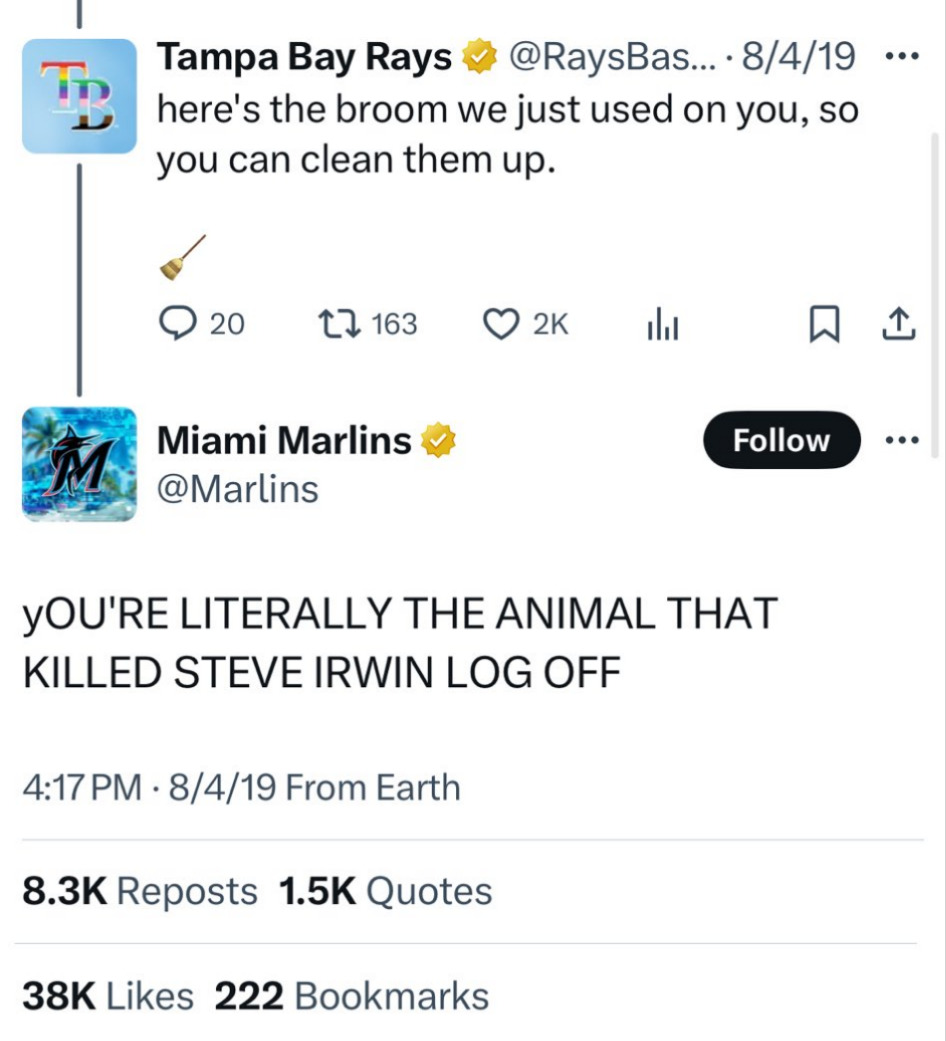 Tampa Bay Rays @RaysBas... · 8/4/19
here's the broom we just used on you, so
you can clean them up.
🧹
20 163 2K
TB
Miami Marlins Follow
@Marlins
M
yOU'RE LITERALLY THE ANIMAL THAT
KILLED STEVE IRWIN LOG OFF
4:17 PM · 8/4/19 From Earth
8.3K Reposts 1.5K Quotes
38K Likes 222 Bookmarks